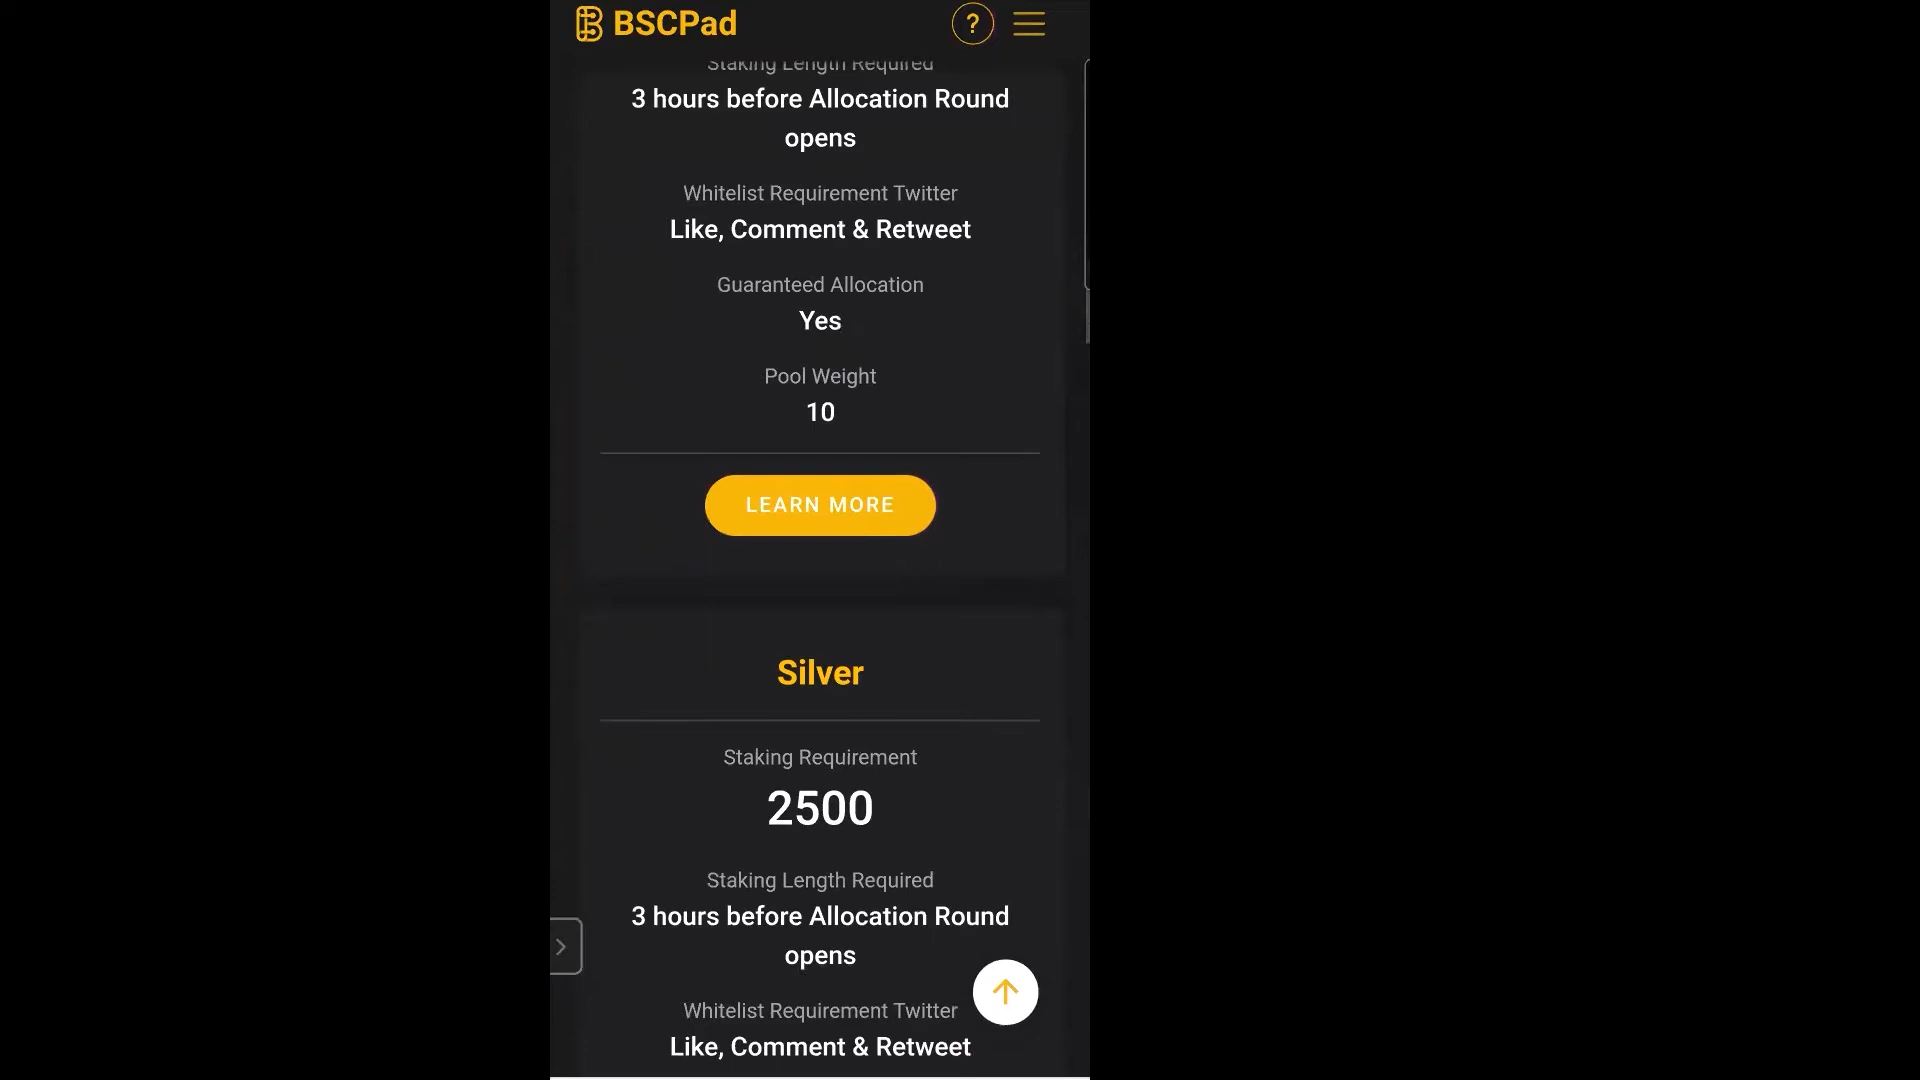 BSCPad
?
Staking Length Required
3 hours before Allocation Round
opens
Whitelist Requirement Twitter
Like, Comment & Retweet
Guaranteed Allocation
Yes
Pool Weight
10
LEARN MORE
Silver
Staking Requirement
2500
Staking Length Required
3 hours before Allocation Round
opens
Whitelist Requirement Twitter
Like, Comment & Retweet